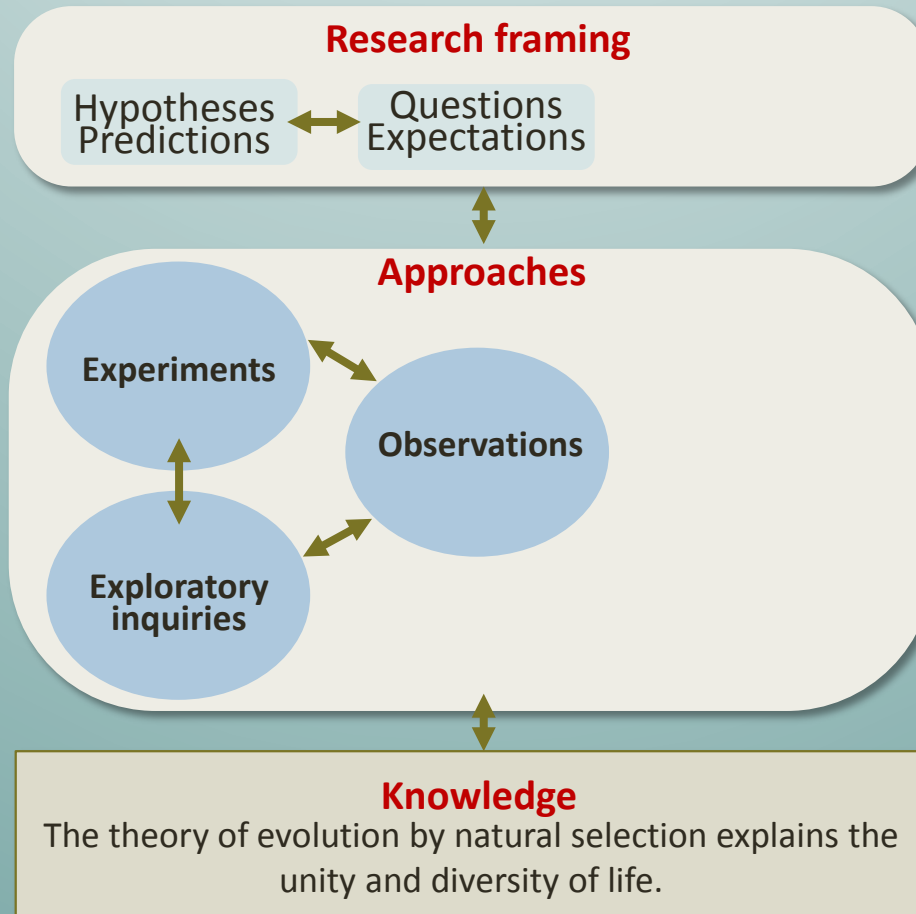 Research framing
Hypotheses
Predictions
Questions
Expectations
Approaches
Experiments
Observations
Exploratory
inquiries
Knowledge
The theory of evolution by natural selection explains the
unity and diversity of life.